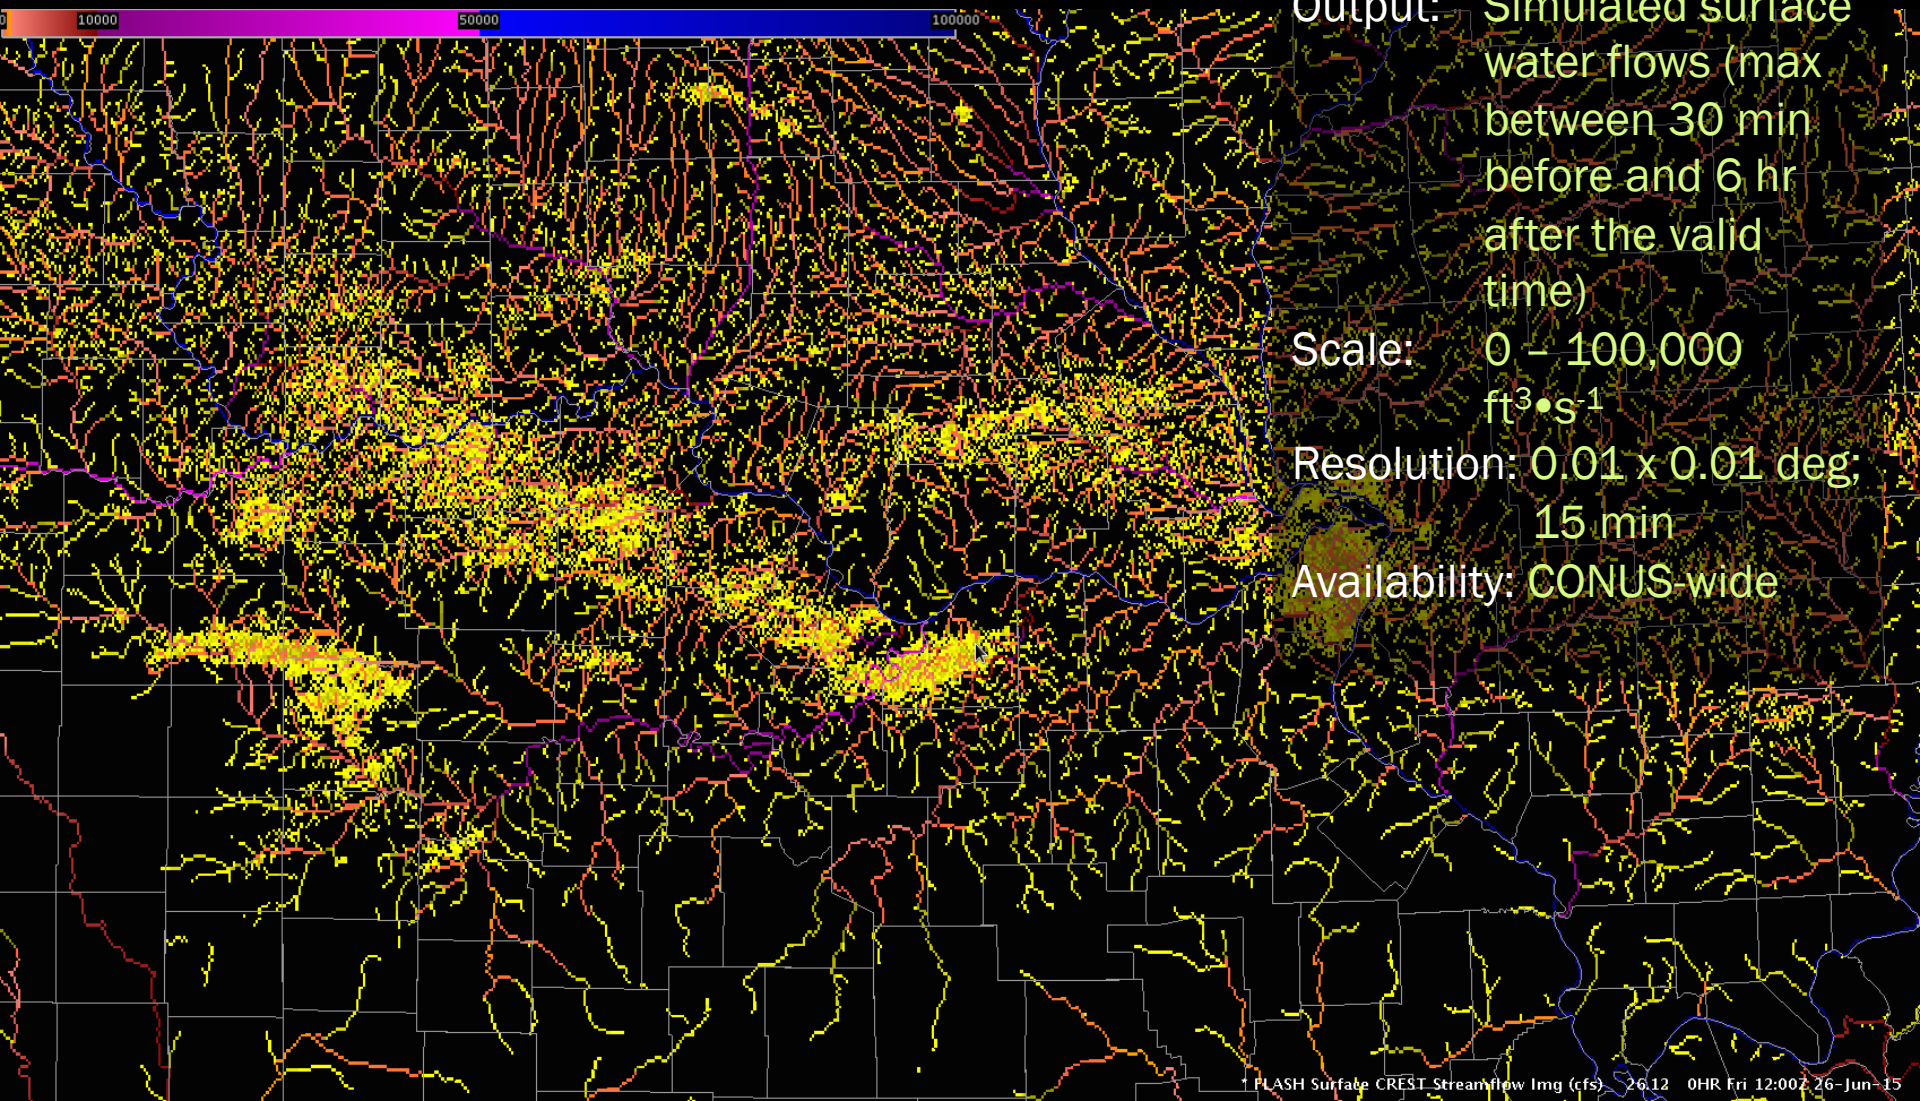 0 10000 50000 100000
Output: Simulated surface
water flows (max
between 30 min
before and 6 hr
after the valid
time)
Scale: 0 – 100,000
ft³•s⁻¹
Resolution: 0.01 x 0.01 deg;
15 min
Availability: CONUS-wide
* FLASH Surface CREST Streamflow Img (cfs) 26.12 0HR Fri 12:00Z 26-Jun-15